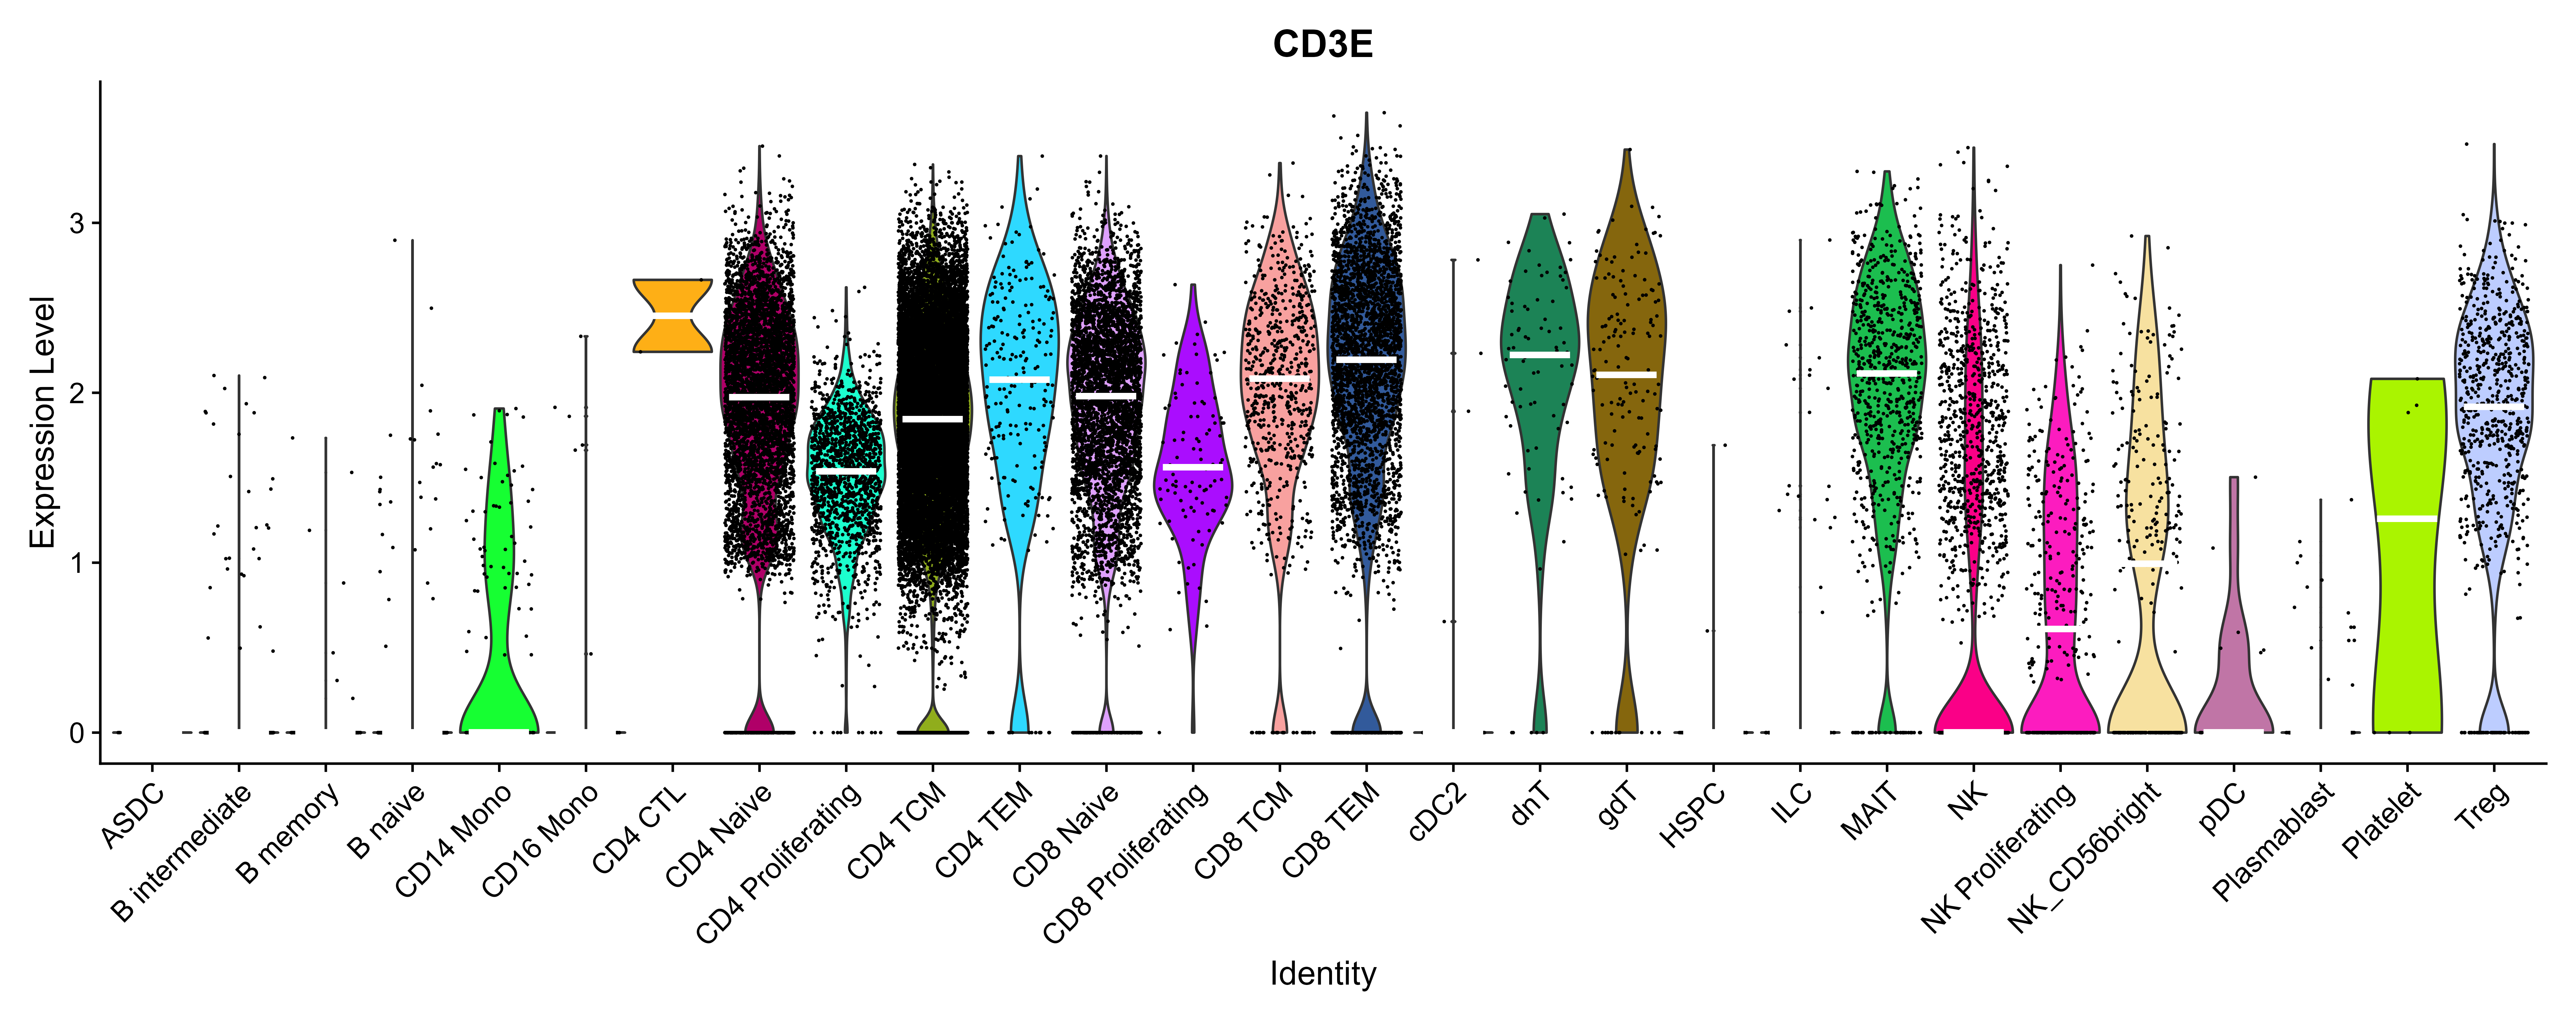 CD3E
Expression Level
3
2
1
0
ASDC
B intermediate
B memory
B naive
CD14 Mono
CD16 Mono
CD4 CTL
CD4 Naive
CD4 Proliferating
CD4 TCM
CD4 TEM
CD8 Naive
CD8 Proliferating
CD8 TCM
CD8 TEM
cDC2
dnT
gdT
HSPC
ILC
MAIT
NK
NK Proliferating
NK_CD56bright
pDC
Plasmablast
Platelet
Treg
Identity